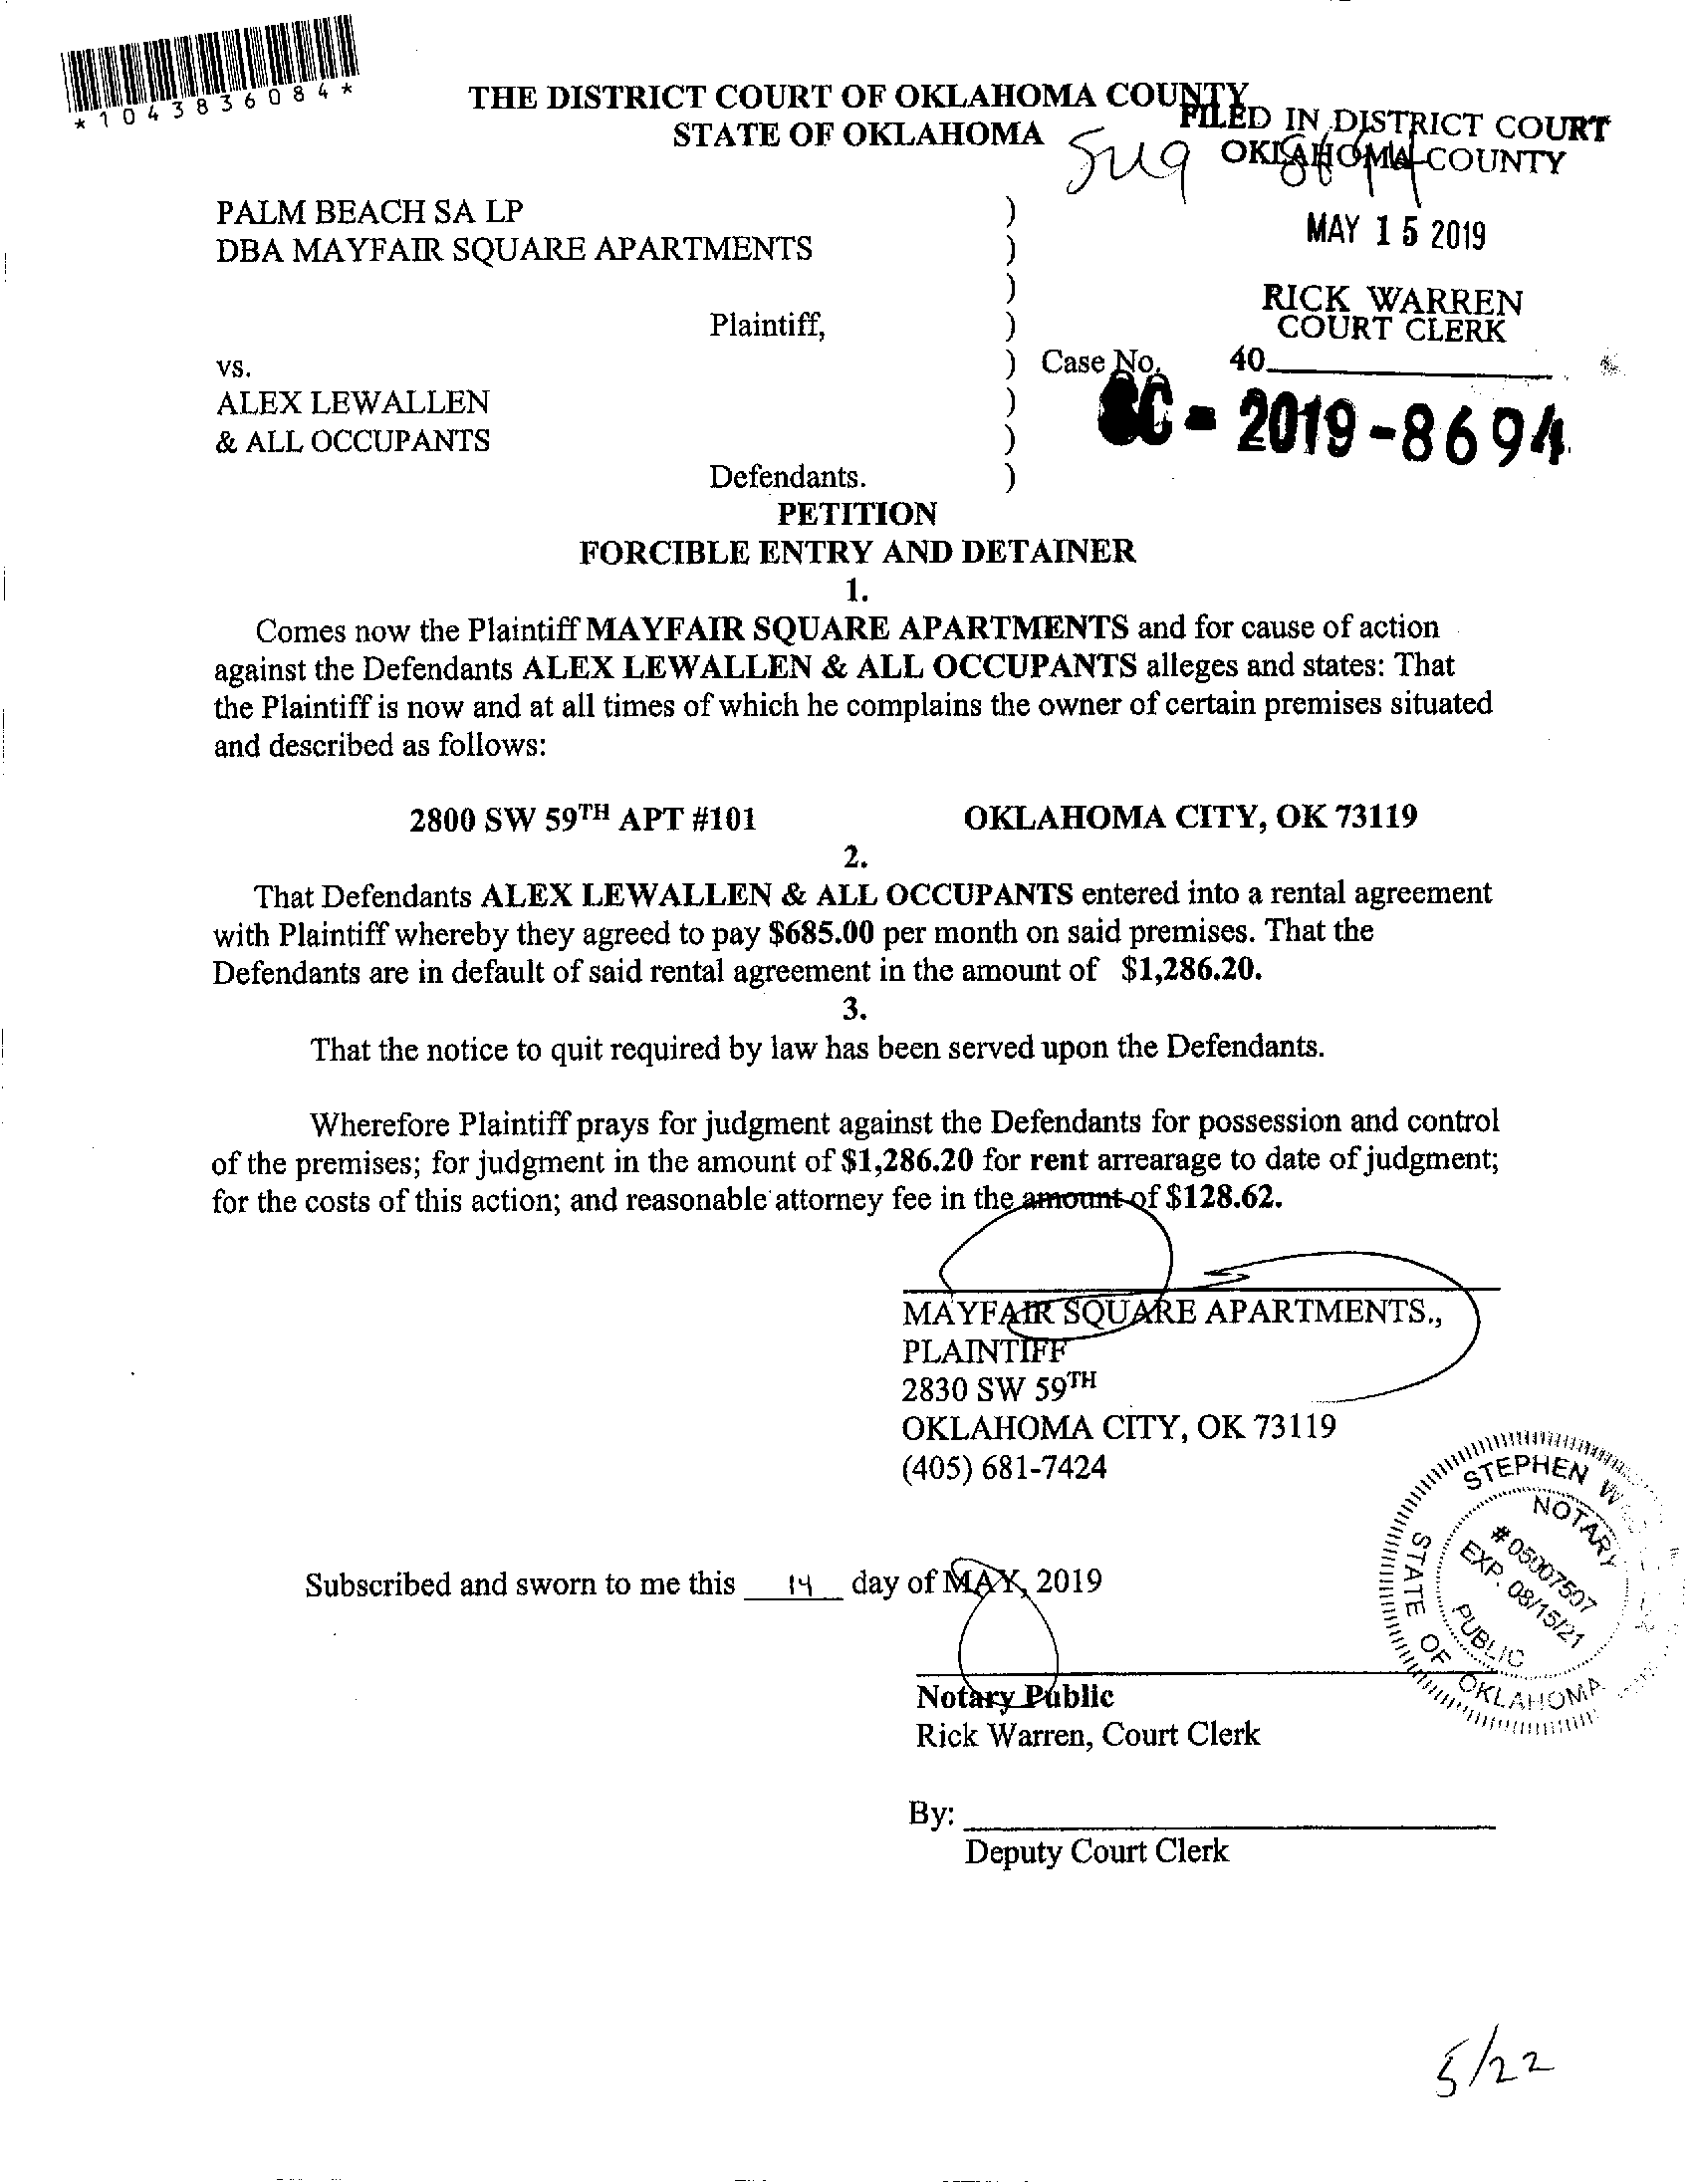 *1043836084*
THE DISTRICT COURT OF OKLAHOMA COUNTY
STATE OF OKLAHOMA
FILED IN DISTRICT COURT
OKLAHOMA COUNTY
MAY 15 2019
RICK WARREN
COURT CLERK
40
PALM BEACH SA LP )
DBA MAYFAIR SQUARE APARTMENTS )
)
Plaintiff, )
vs. ) Case No.
ALEX LEWALLEN )
SC - 2019 - 8694
& ALL OCCUPANTS )
Defendants. )
PETITION
FORCIBLE ENTRY AND DETAINER
1.
Comes now the Plaintiff MAYFAIR SQUARE APARTMENTS and for cause of action
against the Defendants ALEX LEWALLEN & ALL OCCUPANTS alleges and states: That
the Plaintiff is now and at all times of which he complains the owner of certain premises situated
and described as follows:
2800 SW 59TH APT #101 OKLAHOMA CITY, OK 73119
2.
That Defendants ALEX LEWALLEN & ALL OCCUPANTS entered into a rental agreement
with Plaintiff whereby they agreed to pay $685.00 per month on said premises. That the
Defendants are in default of said rental agreement in the amount of $1,286.20.
3.
That the notice to quit required by law has been served upon the Defendants.
Wherefore Plaintiff prays for judgment against the Defendants for possession and control
of the premises; for judgment in the amount of $1,286.20 for rent arrearage to date of judgment;
for the costs of this action; and reasonable attorney fee in the amount of $128.62.
MAYFAIR SQUARE APARTMENTS.,
PLAINTIFF
2830 SW 59TH
OKLAHOMA CITY, OK 73119
(405) 681-7424
STEPHEN
NOTARY
# 05007507
EXP. 08/15/21
PUBLIC
STATE OF OKLAHOMA
Subscribed and sworn to me this 14 day of MAY, 2019
Notary Public
Rick Warren, Court Clerk
By:
Deputy Court Clerk
5/22